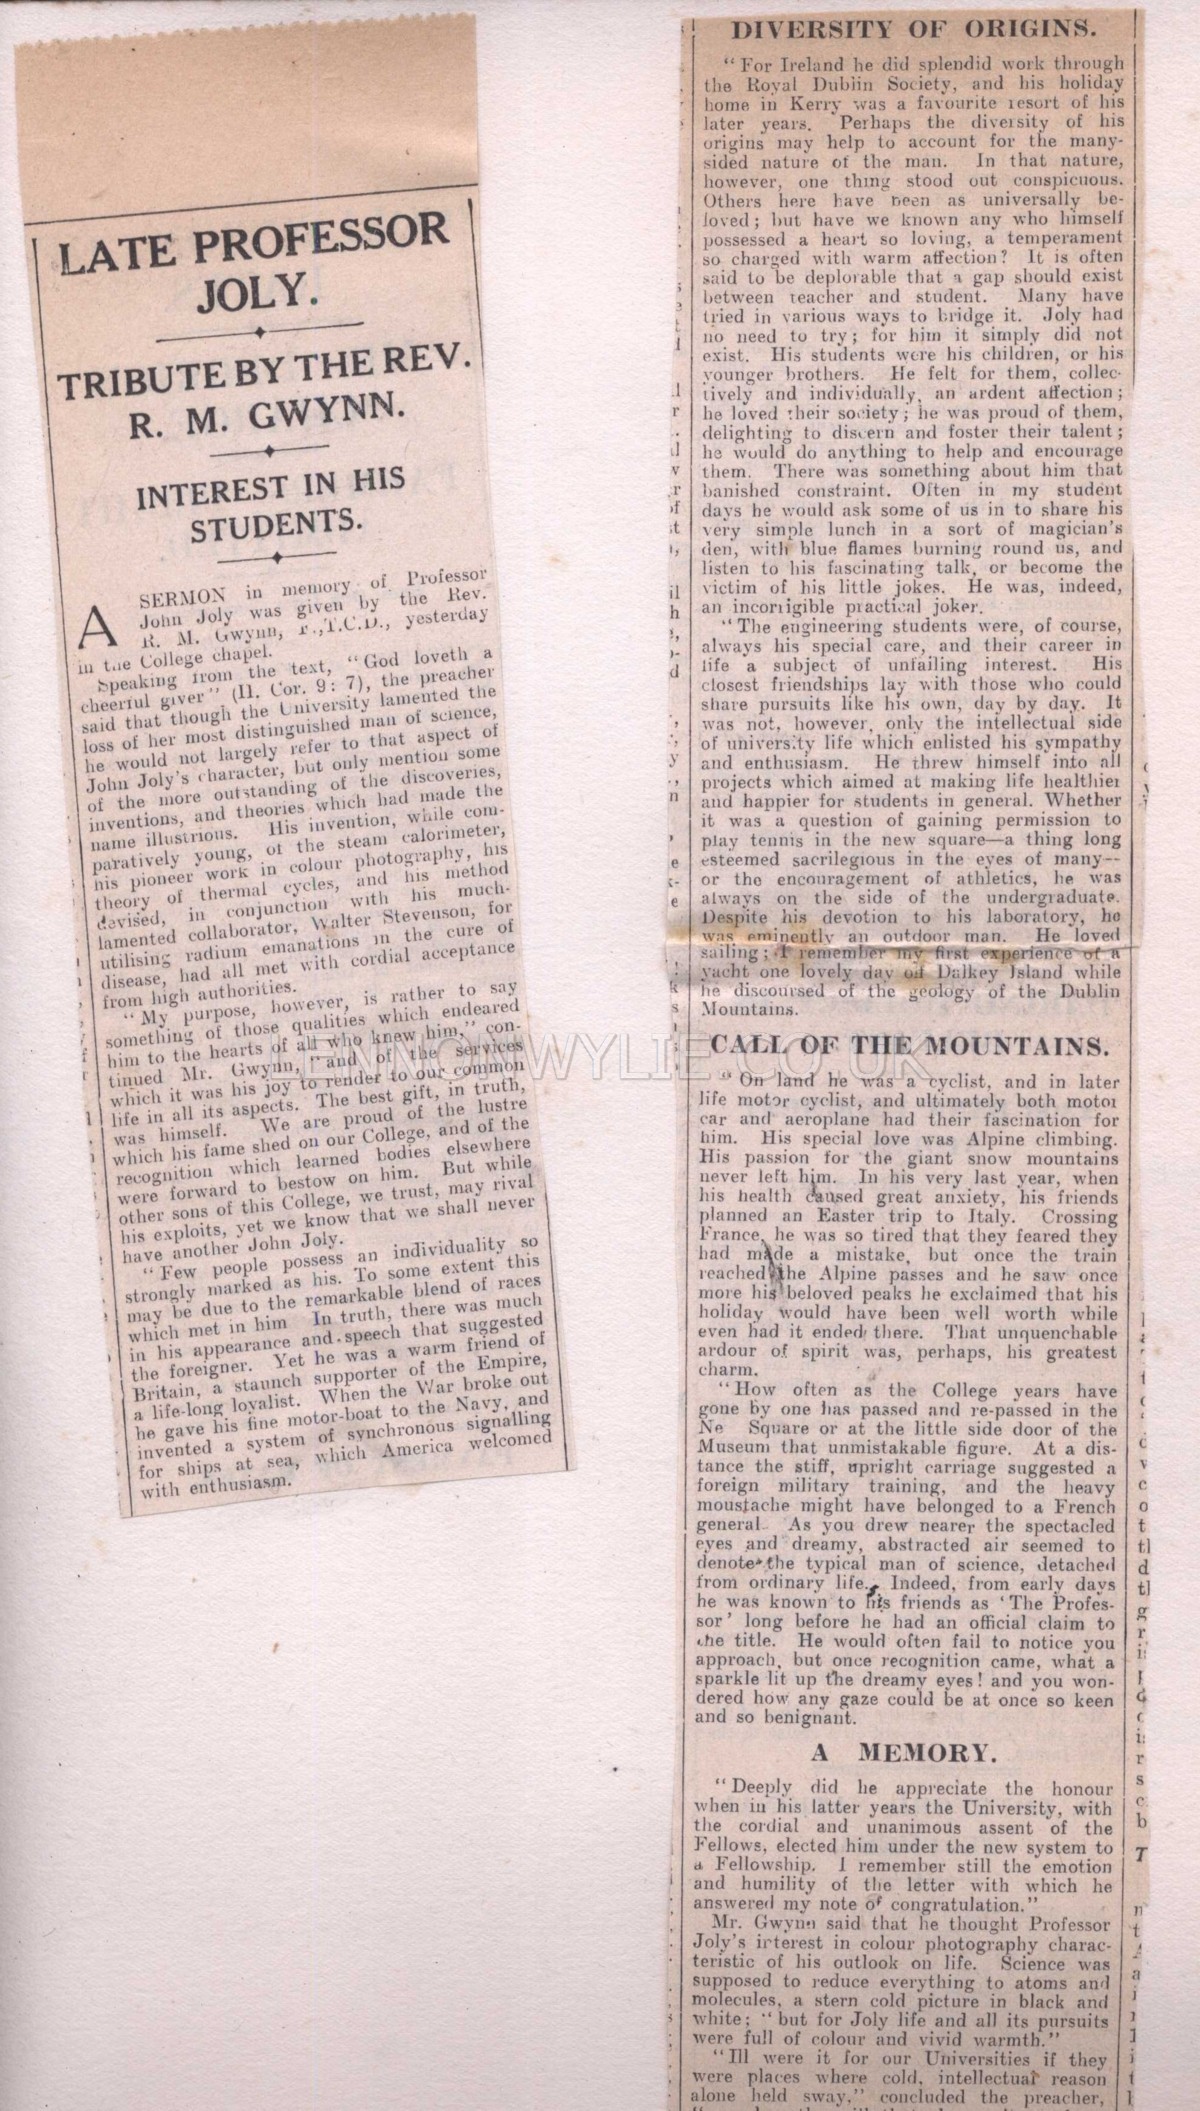 LATE PROFESSOR
JOLY.
TRIBUTE BY THE REV.
R. M. GWYNN.
INTEREST IN HIS
STUDENTS.
A SERMON in memory of Professor
John Joly was given by the Rev.
R. M. Gwynn, F.,T.C.D., yesterday
in the College chapel.
Speaking from the text, "God loveth a
cheerful giver" (II. Cor. 9: 7), the preacher
said that though the University lamented the
loss of her most distinguished man of science,
he would not largely refer to that aspect of
John Joly's character, but only mention some
of the more outstanding of the discoveries,
inventions, and theories which had made the
name illustrious. His invention, while com-
paratively young, of the steam calorimeter,
his pioneer work in colour photography, his
theory of thermal cycles, and his method
devised, in conjunction with his much-
lamented collaborator, Walter Stevenson, for
utilising radium emanations in the cure of
disease, had all met with cordial acceptance
from high authorities.
"My purpose, however, is rather to say
something of those qualities which endeared
him to the hearts of all who knew him," con-
tinued Mr. Gwynn, "and of the services
which it was his joy to render to our common
life in all its aspects. The best gift, in truth,
was himself. We are proud of the lustre
which his fame shed on our College, and of the
recognition which learned bodies elsewhere
were forward to bestow on him. But while
other sons of this College, we trust, may rival
his exploits, yet we know that we shall never
have another John Joly.
"Few people possess an individuality so
strongly marked as his. To some extent this
may be due to the remarkable blend of races
which met in him In truth, there was much
in his appearance and speech that suggested
the foreigner. Yet he was a warm friend of
Britain, a staunch supporter of the Empire,
a life-long loyalist. When the War broke out
he gave his fine motor-boat to the Navy, and
invented a system of synchronous signalling
for ships at sea, which America welcomed
with enthusiasm.
DIVERSITY OF ORIGINS.
"For Ireland he did splendid work through
the Royal Dublin Society, and his holiday
home in Kerry was a favourite resort of his
later years. Perhaps the diversity of his
origins may help to account for the many-
sided nature of the man. In that nature,
however, one thing stood out conspicuous.
Others here have been as universally be-
loved; but have we known any who himself
possessed a heart so loving, a temperament
so charged with warm affection? It is often
said to be deplorable that a gap should exist
between teacher and student. Many have
tried in various ways to bridge it. Joly had
no need to try; for him it simply did not
exist. His students were his children, or his
younger brothers. He felt for them, collec-
tively and individually, an ardent affection;
he loved their society; he was proud of them,
delighting to discern and foster their talent;
he would do anything to help and encourage
them. There was something about him that
banished constraint. Often in my student
days he would ask some of us in to share his
very simple lunch in a sort of magician's
den, with blue flames burning round us, and
listen to his fascinating talk, or become the
victim of his little jokes. He was, indeed,
an incorrigible practical joker.
"The engineering students were, of course,
always his special care, and their career in
life a subject of unfailing interest. His
closest friendships lay with those who could
share pursuits like his own, day by day. It
was not, however, only the intellectual side
of university life which enlisted his sympathy
and enthusiasm. He threw himself into all
projects which aimed at making life healthier
and happier for students in general. Whether
it was a question of gaining permission to
play tennis in the new square—a thing long
esteemed sacrilegious in the eyes of many—
or the encouragement of athletics, he was
always on the side of the undergraduate.
Despite his devotion to his laboratory, he
was eminently an outdoor man. He loved
sailing; I remember my first experience of a
yacht one lovely day off Dalkey Island while
he discoursed of the geology of the Dublin
Mountains.
LENNONWYLIE.CO.UK
CALL OF THE MOUNTAINS.
"On land he was a cyclist, and in later
life motor cyclist, and ultimately both motor
car and aeroplane had their fascination for
him. His special love was Alpine climbing.
His passion for the giant snow mountains
never left him. In his very last year, when
his health caused great anxiety, his friends
planned an Easter trip to Italy. Crossing
France, he was so tired that they feared they
had made a mistake, but once the train
reached the Alpine passes and he saw once
more his beloved peaks he exclaimed that his
holiday would have been well worth while
even had it ended there. That unquenchable
ardour of spirit was, perhaps, his greatest
charm.
"How often as the College years have
gone by one has passed and re-passed in the
Ne Square or at the little side door of the
Museum that unmistakable figure. At a dis-
tance the stiff, upright carriage suggested a
foreign military training, and the heavy
moustache might have belonged to a French
general. As you drew nearer the spectacled
eyes and dreamy, abstracted air seemed to
denote the typical man of science, detached
from ordinary life. Indeed, from early days
he was known to his friends as 'The Profes-
sor' long before he had an official claim to
the title. He would often fail to notice you
approach, but once recognition came, what a
sparkle lit up the dreamy eyes! and you won-
dered how any gaze could be at once so keen
and so benignant.
A MEMORY.
"Deeply did he appreciate the honour
when in his latter years the University, with
the cordial and unanimous assent of the
Fellows, elected him under the new system to
a Fellowship. I remember still the emotion
and humility of the letter with which he
answered my note of congratulation."
Mr. Gwynn said that he thought Professor
Joly's interest in colour photography charac-
teristic of his outlook on life. Science was
supposed to reduce everything to atoms and
molecules, a stern cold picture in black and
white; "but for Joly life and all its pursuits
were full of colour and vivid warmth."
"Ill were it for our Universities if they
were places where cold, intellectual reason
alone held sway," concluded the preacher,